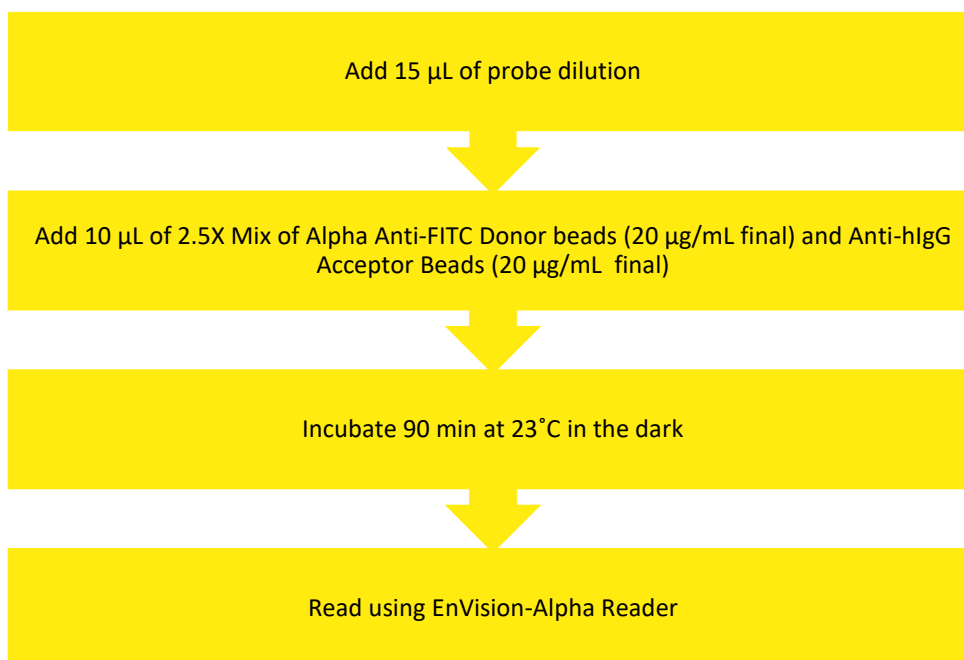 Add 15 µL of probe dilution
Add 10 µL of 2.5X Mix of Alpha Anti-FITC Donor beads (20 µg/mL final) and Anti-hIgG
Acceptor Beads (20 µg/mL  final)
Incubate 90 min at 23˚C in the dark
Read using EnVision-Alpha Reader